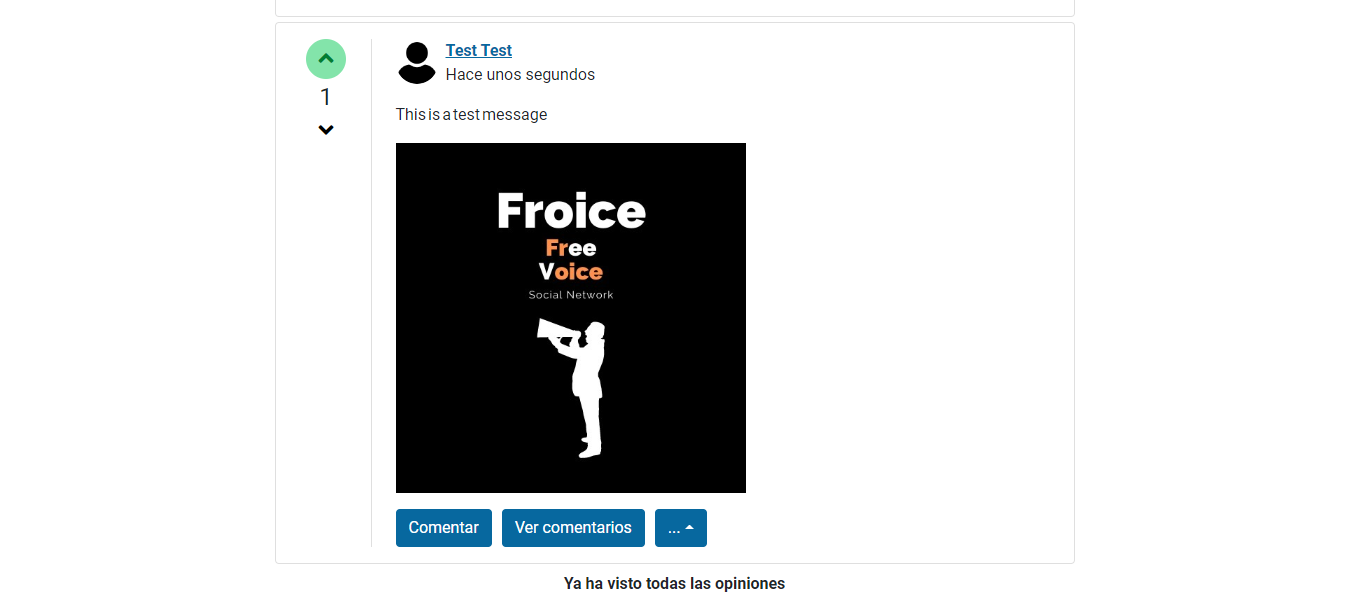 1
Test Test
Hace unos segundos
This is a test message
Froice
Free
Voice
Social Network
Comentar
Ver comentarios
...
Ya ha visto todas las opiniones